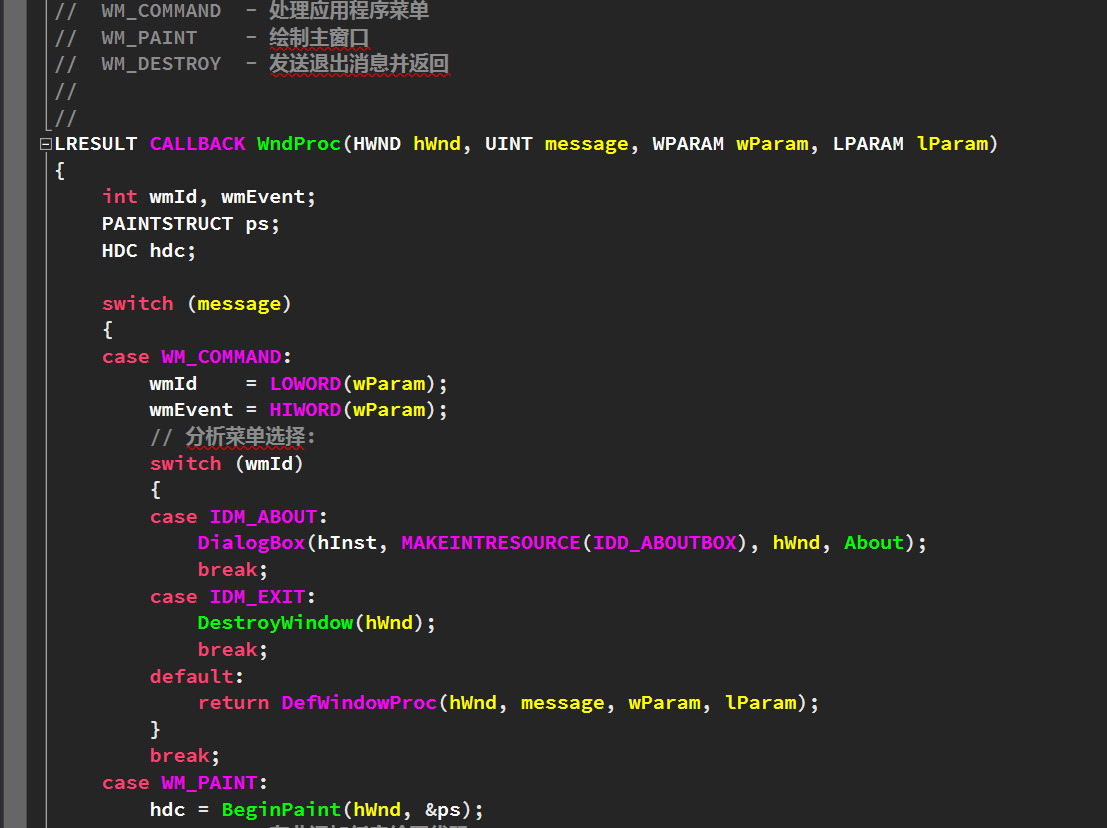 // WM_COMMAND - 处理应用程序菜单
// WM_PAINT - 绘制主窗口
// WM_DESTROY - 发送退出消息并返回
//
//
LRESULT CALLBACK WndProc(HWND hWnd, UINT message, WPARAM wParam, LPARAM lParam)
{
int wmId, wmEvent;
PAINTSTRUCT ps;
HDC hdc;
switch (message)
{
case WM_COMMAND:
wmId = LOWORD(wParam);
wmEvent = HIWORD(wParam);
// 分析菜单选择:
switch (wmId)
{
case IDM_ABOUT:
DialogBox(hInst, MAKEINTRESOURCE(IDD_ABOUTBOX), hWnd, About);
break;
case IDM_EXIT:
DestroyWindow(hWnd);
break;
default:
return DefWindowProc(hWnd, message, wParam, lParam);
}
break;
case WM_PAINT:
hdc = BeginPaint(hWnd, &ps);